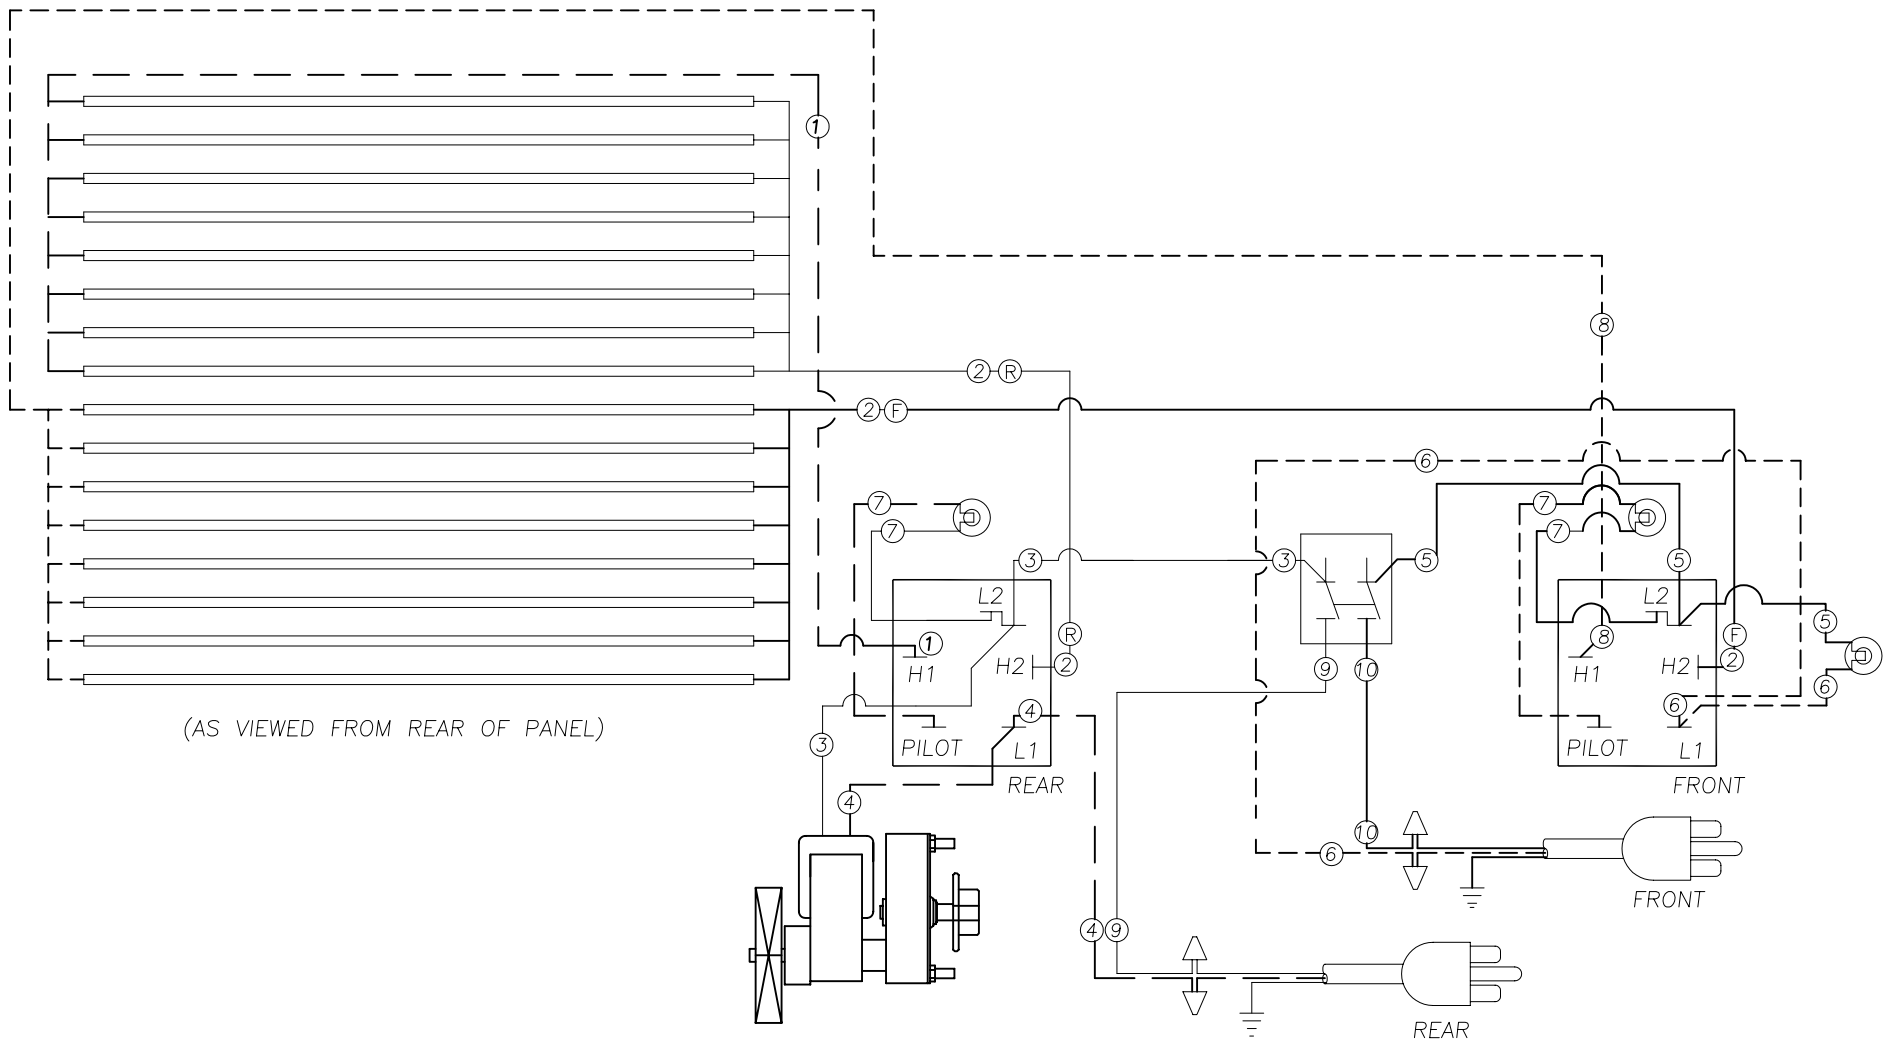 1
8
2 R
2 F
6
7
7
7
7
3
3
5
5
L2
L2
1
H1
R
H2 2
9
10
8
H1
F
H2 2
5
6
6
4
3
PILOT
L1
PILOT
L1
(AS VIEWED FROM REAR OF PANEL)
REAR
FRONT
4
10
6
FRONT
4 9
REAR